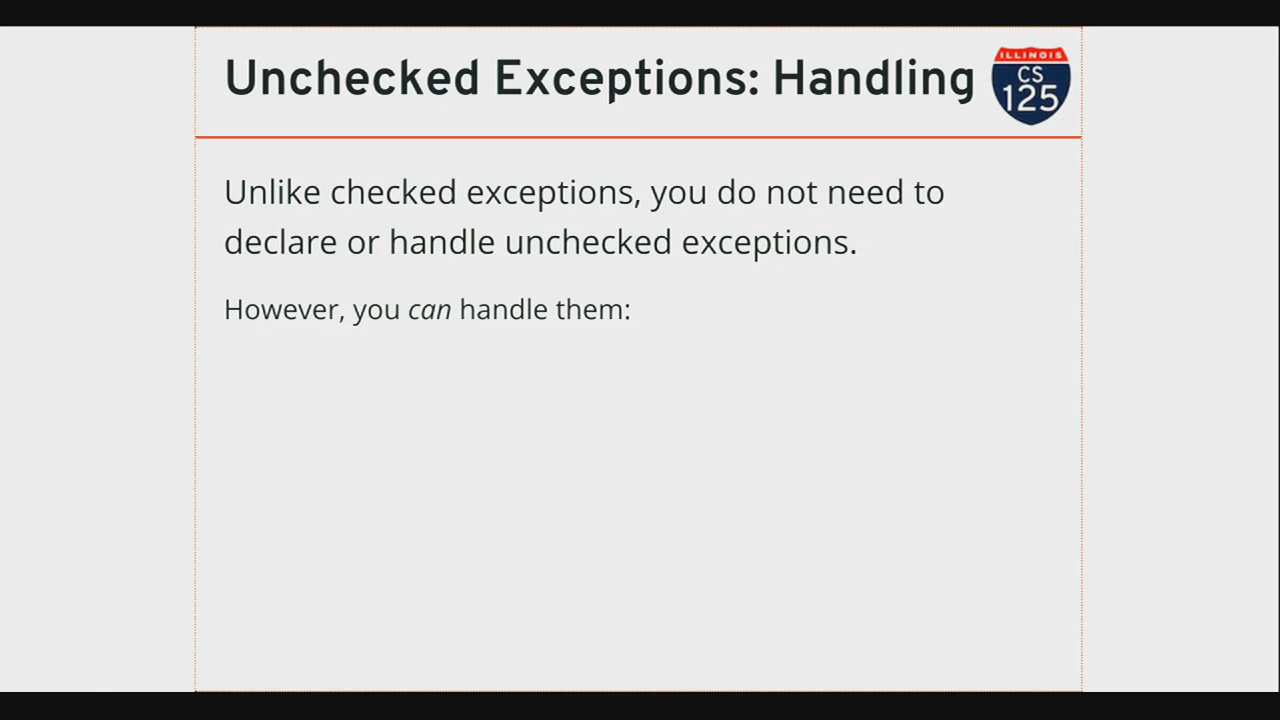 Unchecked Exceptions: Handling
ILLINOIS
CS
125
Unlike checked exceptions, you do not need to
declare or handle unchecked exceptions.
However, you can handle them: